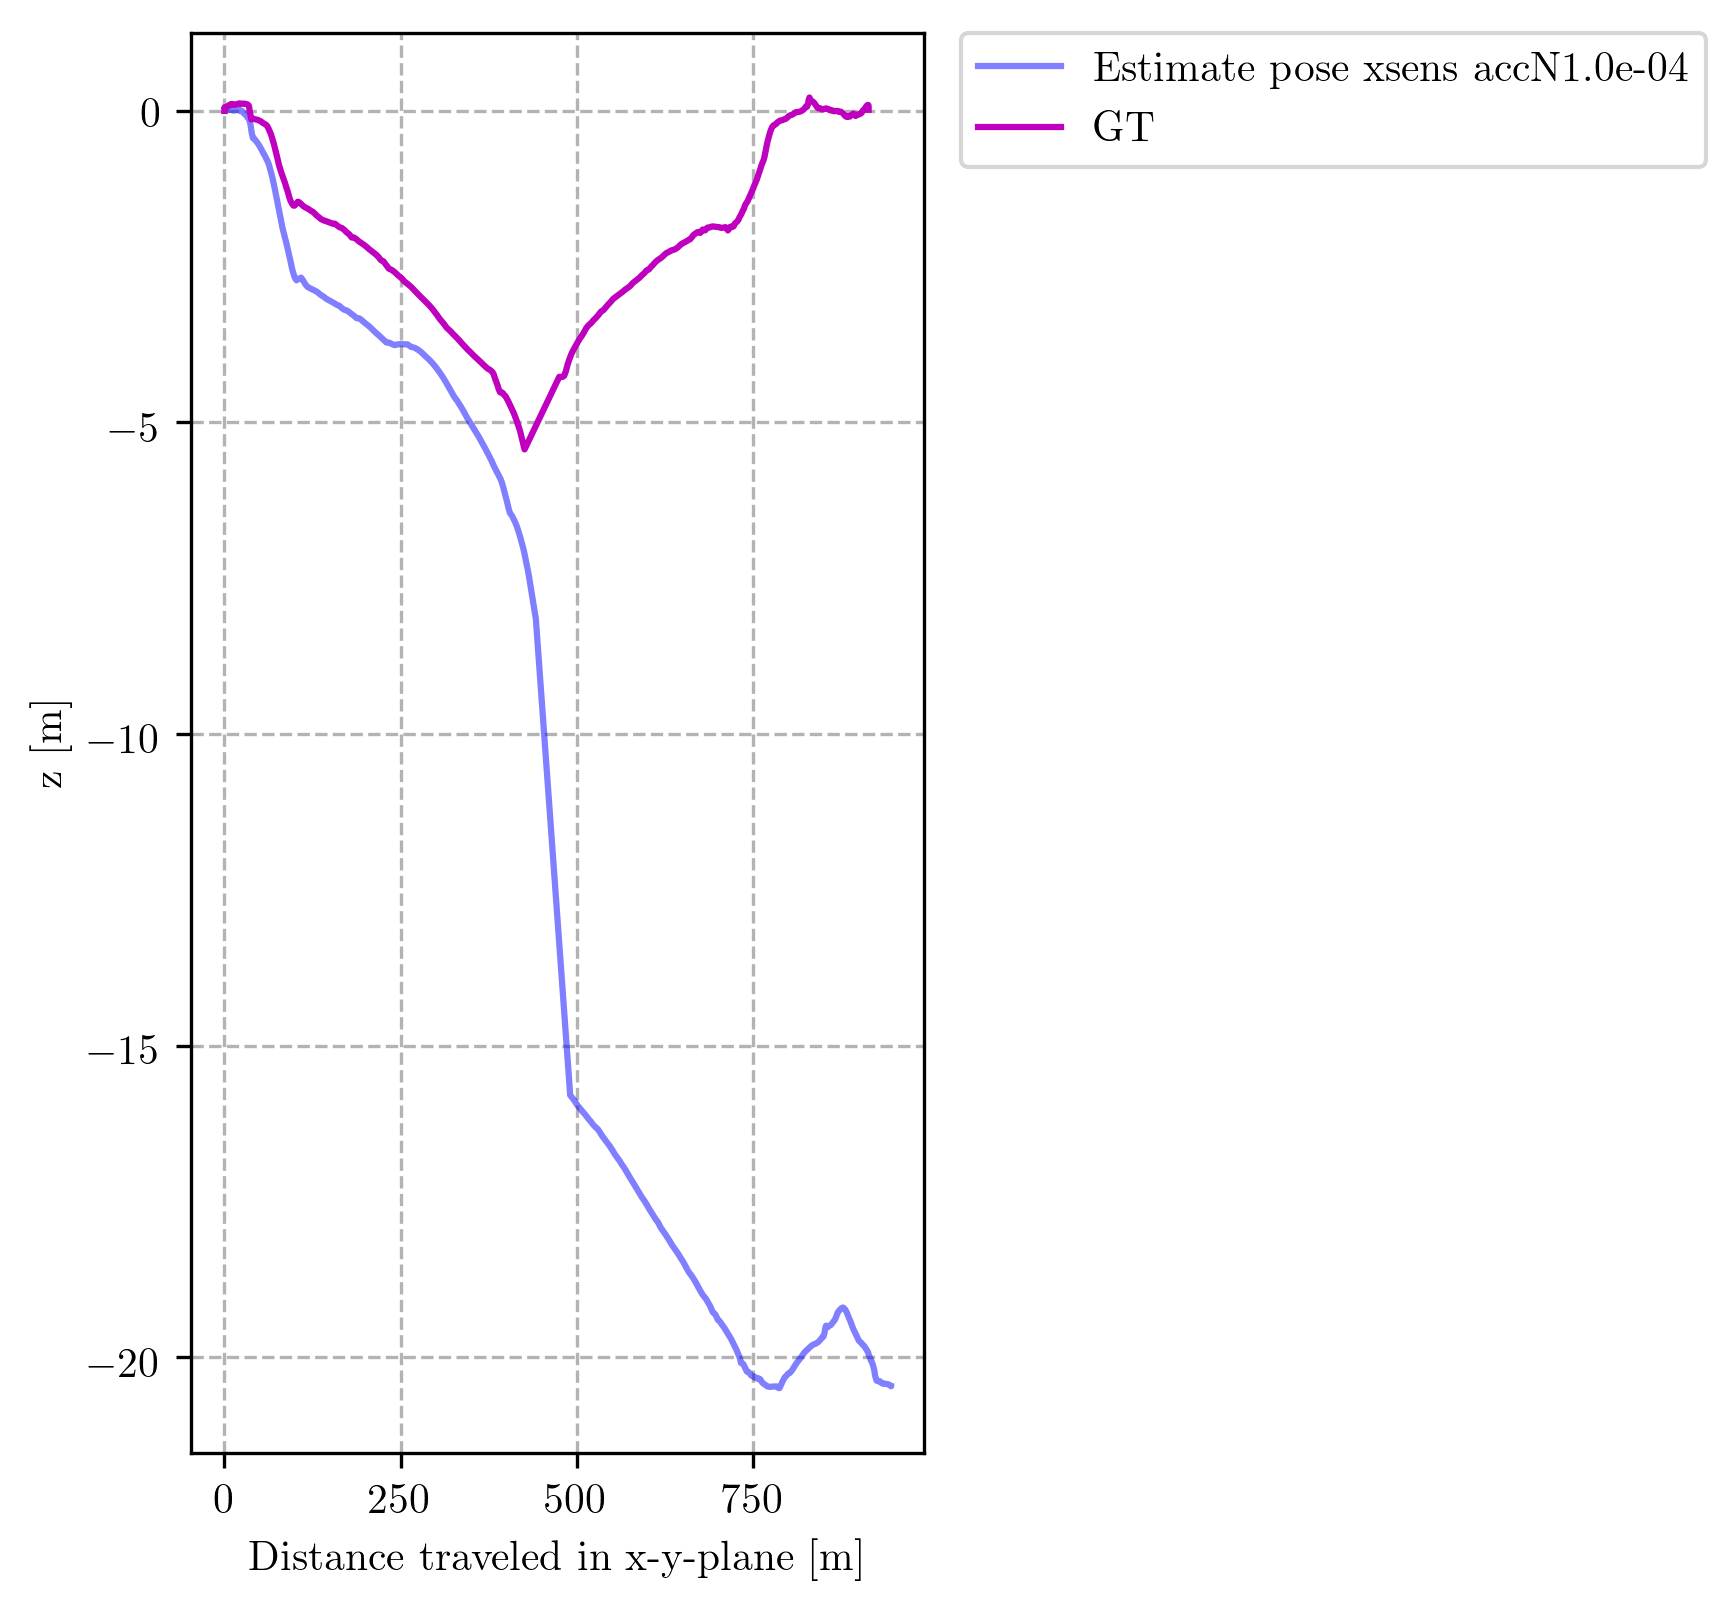 Estimate pose xsens accN1.0e-04
GT
0
−5
−10
−15
−20
z [m]
0 250 500 750
Distance traveled in x-y-plane [m]